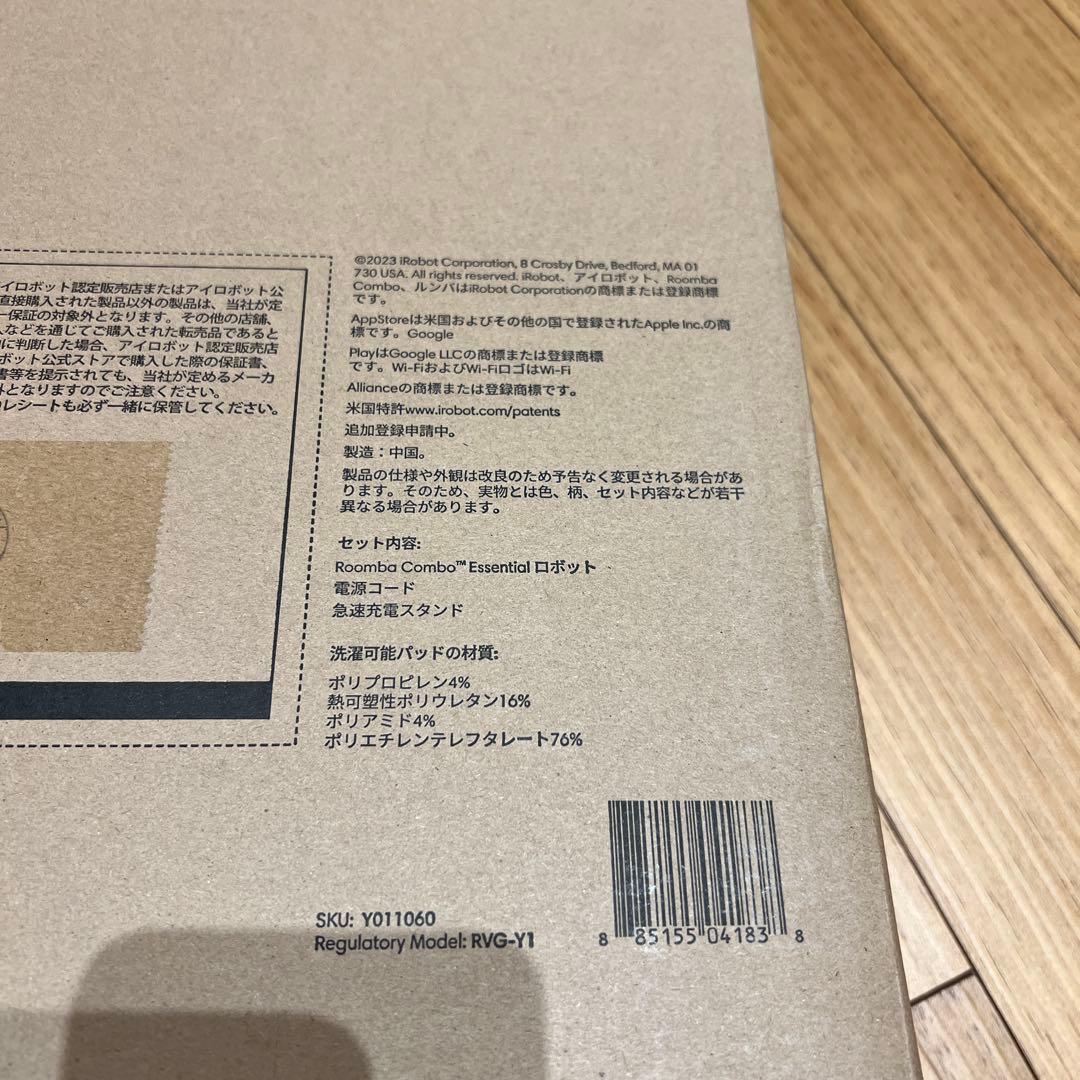 アイロボット認定販売店またはアイロボット公
直接購入された製品以外の製品は、当社が定
ー保証の対象外となります。その他の店舗、
などを通じてご購入された転売品であると
に判断した場合、アイロボット認定販売店
ボット公式ストアで購入した際の保証書、
書等を提示されても、当社が定めるメーカ
となりますのでご注意ください。
レシートも必ず一緒に保管してください。
©2023 iRobot Corporation, 8 Crosby Drive, Bedford, MA 01
730 USA. All rights reserved. iRobot、アイロボット、Roomba
Combo、ルンバはiRobot Corporationの商標または登録商標
です。
AppStoreは米国およびその他の国で登録されたApple Inc.の商
標です。Google
PlayはGoogle LLCの商標または登録商標
です。Wi-FiおよびWi-FiロゴはWi-Fi
Allianceの商標または登録商標です。
米国特許www.irobot.com/patents
追加登録申請中。
製造：中国。
製品の仕様や外観は改良のため予告なく変更される場合があ
ります。そのため、実物とは色、柄、セット内容などが若干
異なる場合があります。
セット内容:
Roomba Combo™ Essential ロボット
電源コード
急速充電スタンド
洗濯可能パッドの材質:
ポリプロピレン4%
熱可塑性ポリウレタン16%
ポリアミド4%
ポリエチレンテレフタレート76%
SKU: Y011060
Regulatory Model: RVG-Y1
8 85155 04183 8